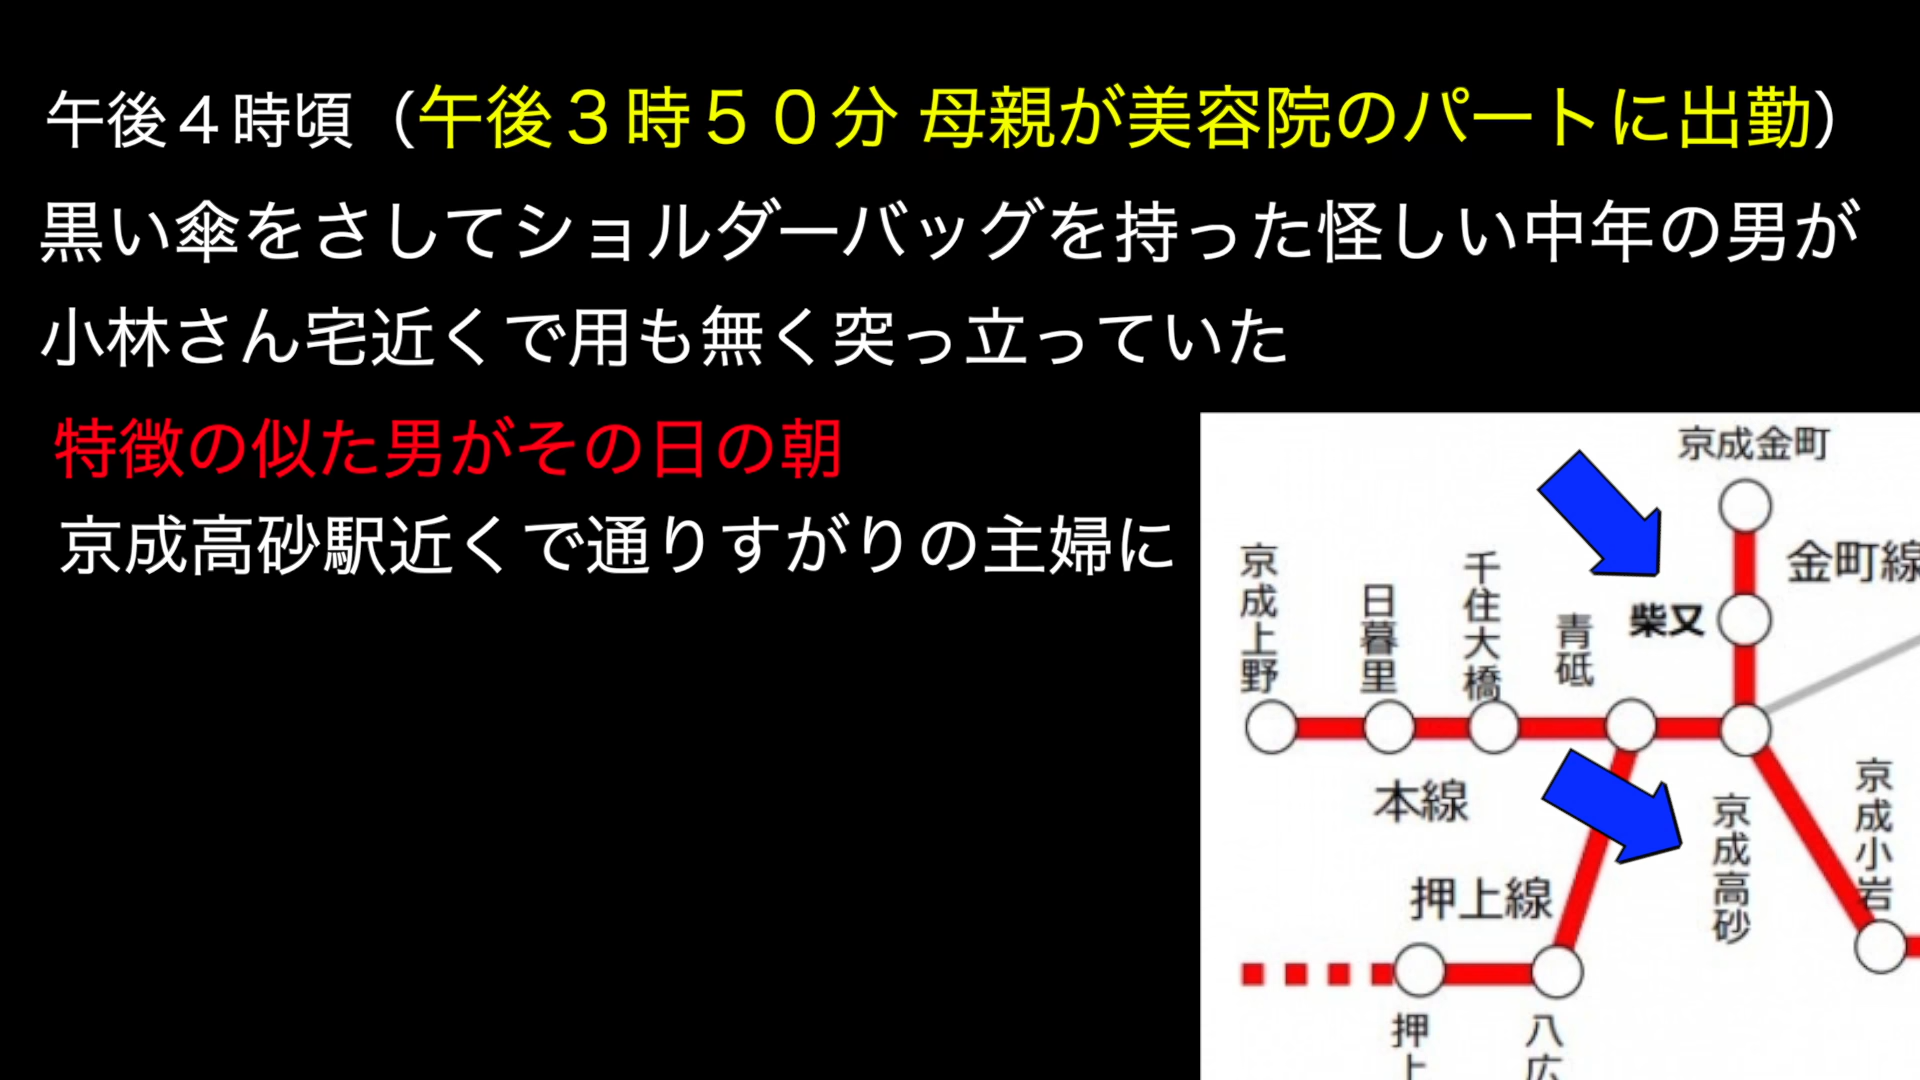 午後４時頃（午後３時５０分 母親が美容院のパートに出勤）
黒い傘をさしてショルダーバッグを持った怪しい中年の男が
小林さん宅近くで用も無く突っ立っていた
特徴の似た男がその日の朝
京成高砂駅近くで通りすがりの主婦に
京成金町
金町線
柴又
京成上野
日暮里
千住大橋
青砥
本線
京成高砂
京成小岩
押上線
押上
八広